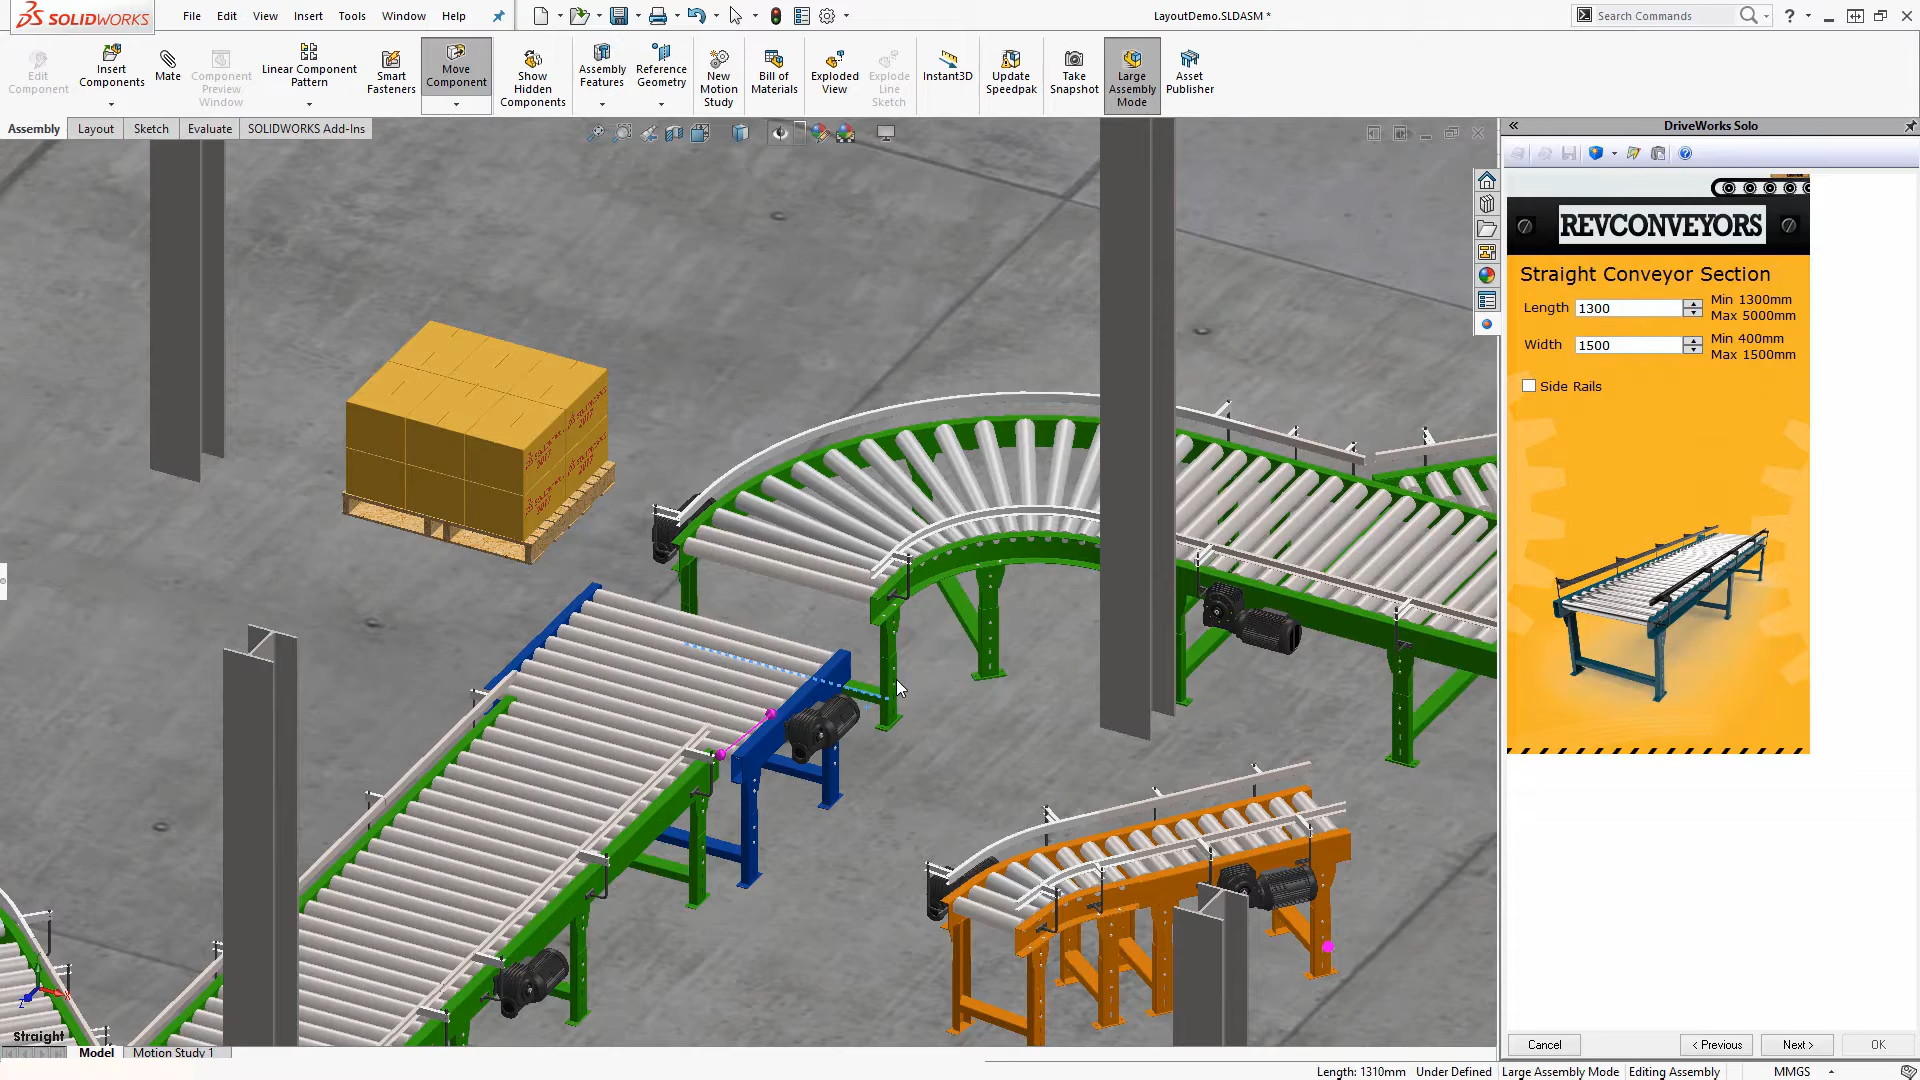 SOLIDWORKS
File Edit View Insert Tools Window Help
LayoutDemo.SLDASM *
Search Commands
?
Edit Component
Insert Components
Mate
Component Preview Window
Linear Component Pattern
Smart Fasteners
Move Component
Show Hidden Components
Assembly Features
Reference Geometry
New Motion Study
Bill of Materials
Exploded View
Explode Line Sketch
Instant3D
Update Speedpak
Take Snapshot
Large Assembly Mode
Asset Publisher
Assembly Layout Sketch Evaluate SOLIDWORKS Add-Ins
DriveWorks Solo
REVCONVEYORS
Straight Conveyor Section
Length 1300 Min 1300mm
Max 5000mm
Width 1500 Min 400mm
Max 1500mm
Side Rails
Z
Straight
Model Motion Study 1
Cancel < Previous Next > OK
Length: 1310mm Under Defined Large Assembly Mode Editing Assembly MMGS